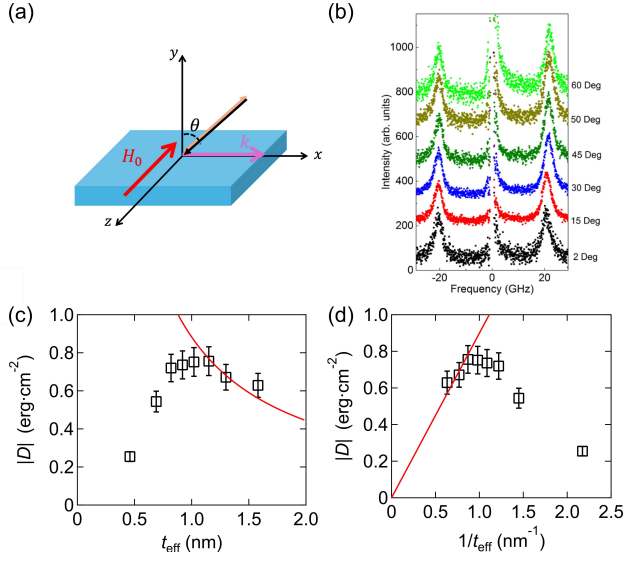 (a)
y
θ
H₀
k
x
z
(b)
1000
800
600
400
200
0
Intensity (arb. units)
60 Deg
50 Deg
45 Deg
30 Deg
15 Deg
2 Deg
-20 0 20
Frequency (GHz)
(c)
1.0
0.8
0.6
0.4
0.2
0
|D| (erg·cm⁻²)
0 0.5 1.0 1.5 2.0
t_eff (nm)
(d)
1.0
0.8
0.6
0.4
0.2
0
|D| (erg·cm⁻²)
0 0.5 1.0 1.5 2.0 2.5
1/t_eff (nm⁻¹)